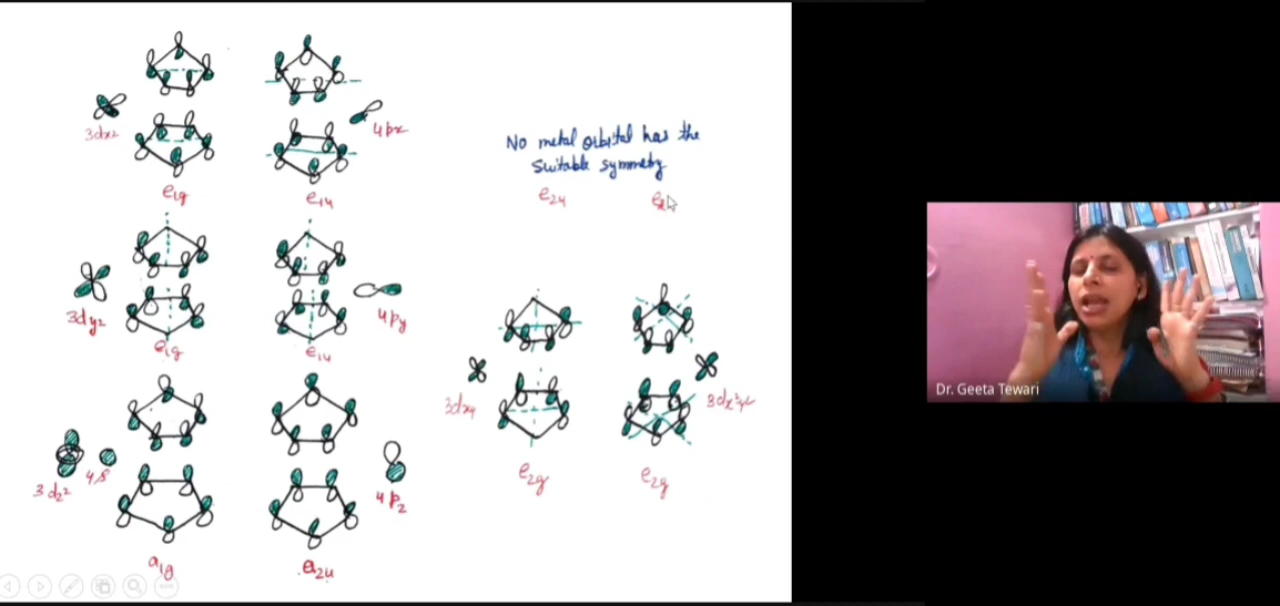 3dxz
4px
e1g
e1u
No metal orbital has the
suitable symmetry
e2u
3dyz
4py
e1g
e1u
3dxy
3dx²-y²
e2g
e2g
3dz²
4s
4pz
a1g
a2u
Dr. Geeta Tewari